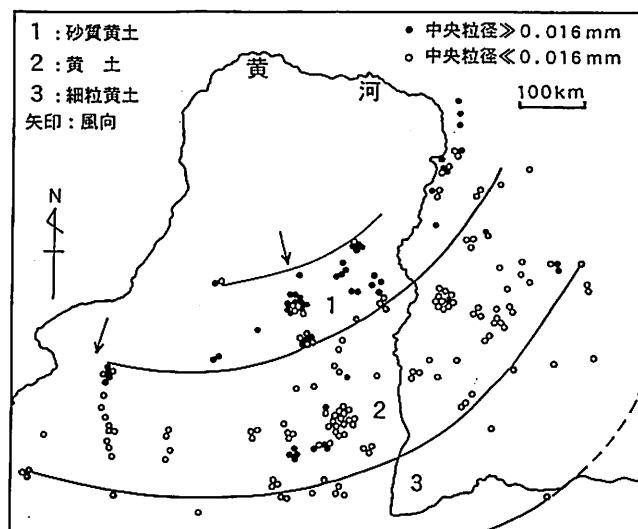 1：砂質黄土
2：黄　土
3：細粒黄土
矢印：風向
● 中央粒径≫0.016mm
○ 中央粒径≪0.016mm
100km
黄　河
N
1
2
3